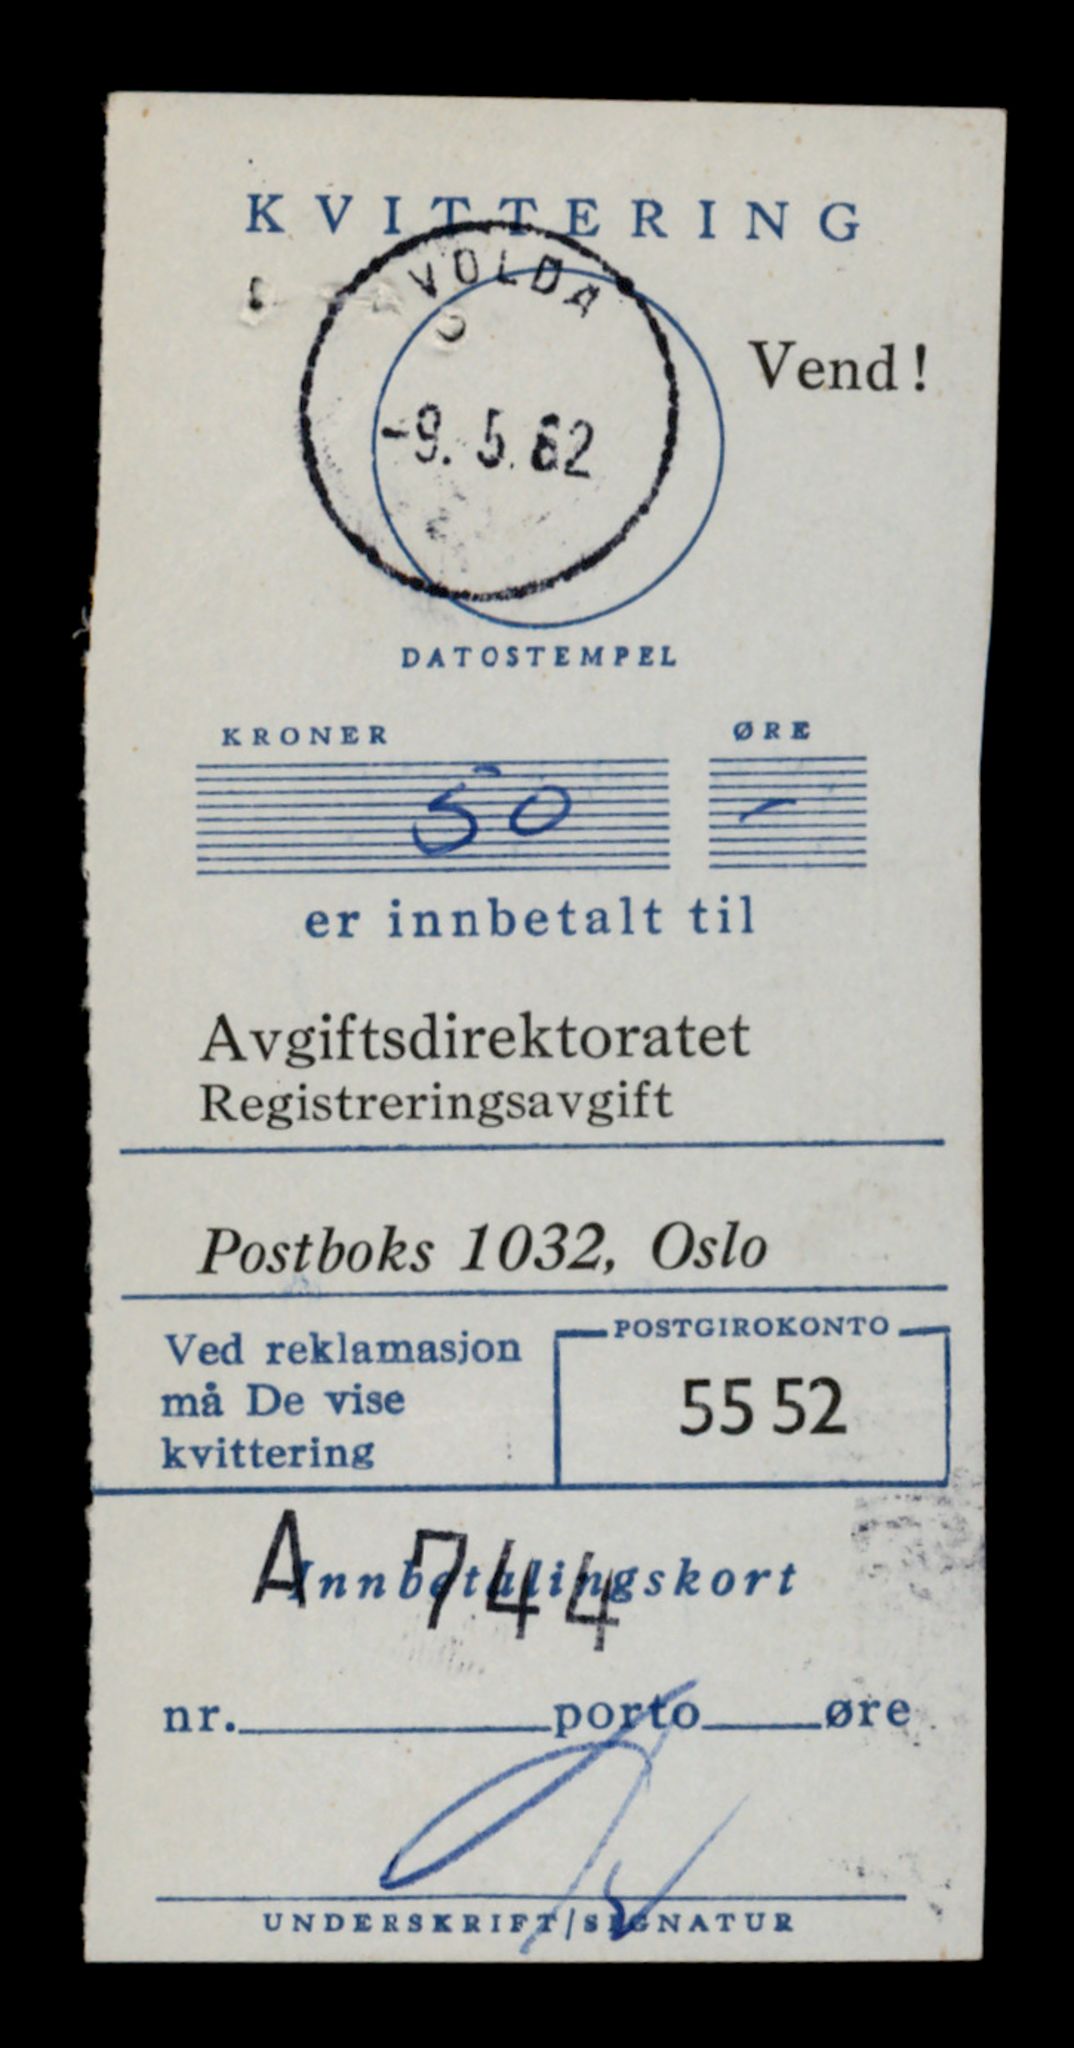 KVITTERING
VOLDA
Vend!
-9. 5. 62
DATOSTEMPEL
KRONER ØRE
50 -
er innbetalt til
Avgiftsdirektoratet
Registreringsavgift
Postboks 1032, Oslo
Ved reklamasjon
må De vise
kvittering
POSTGIROKONTO
55 52
A 744
Innbetalingskort
nr. porto øre
UNDERSKRIFT/SIGNATUR